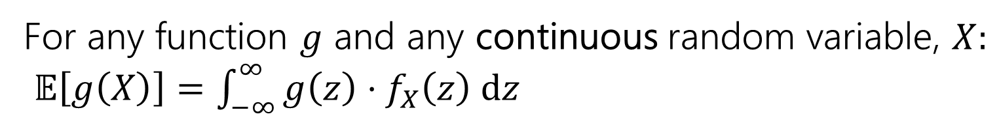 For any function 𝑔 and any continuous random variable, 𝑋:
𝔼[𝑔(𝑋)] = ∫_{−∞}^{∞} 𝑔(𝑧) · 𝑓_𝑋(𝑧) d𝑧